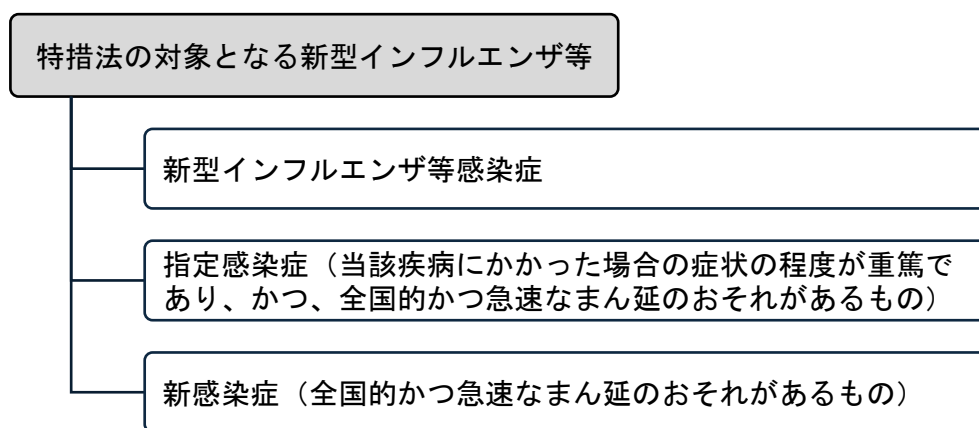 特措法の対象となる新型インフルエンザ等
新型インフルエンザ等感染症
指定感染症（当該疾病にかかった場合の症状の程度が重篤で
あり、かつ、全国的かつ急速なまん延のおそれがあるもの）
新感染症（全国的かつ急速なまん延のおそれがあるもの）